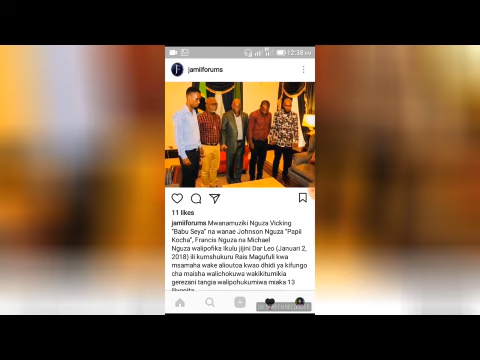 12:38 PM
jamiiforums
11 likes
jamiiforums Mwanamuziki Nguza Vicking
"Babu Seya" na wanae Johnson Nguza "Papii
Kocha", Francis Nguza na Michael
Nguza walipofika Ikulu jijini Dar Leo (Januari 2,
2018) ili kumshukuru Rais Magufuli kwa
msamaha wake alioutoa kwao dhidi ya kifungo
cha maisha walichokuwa wakikitumikia
gerezani tangia walipohukumiwa miaka 13
iliyopita